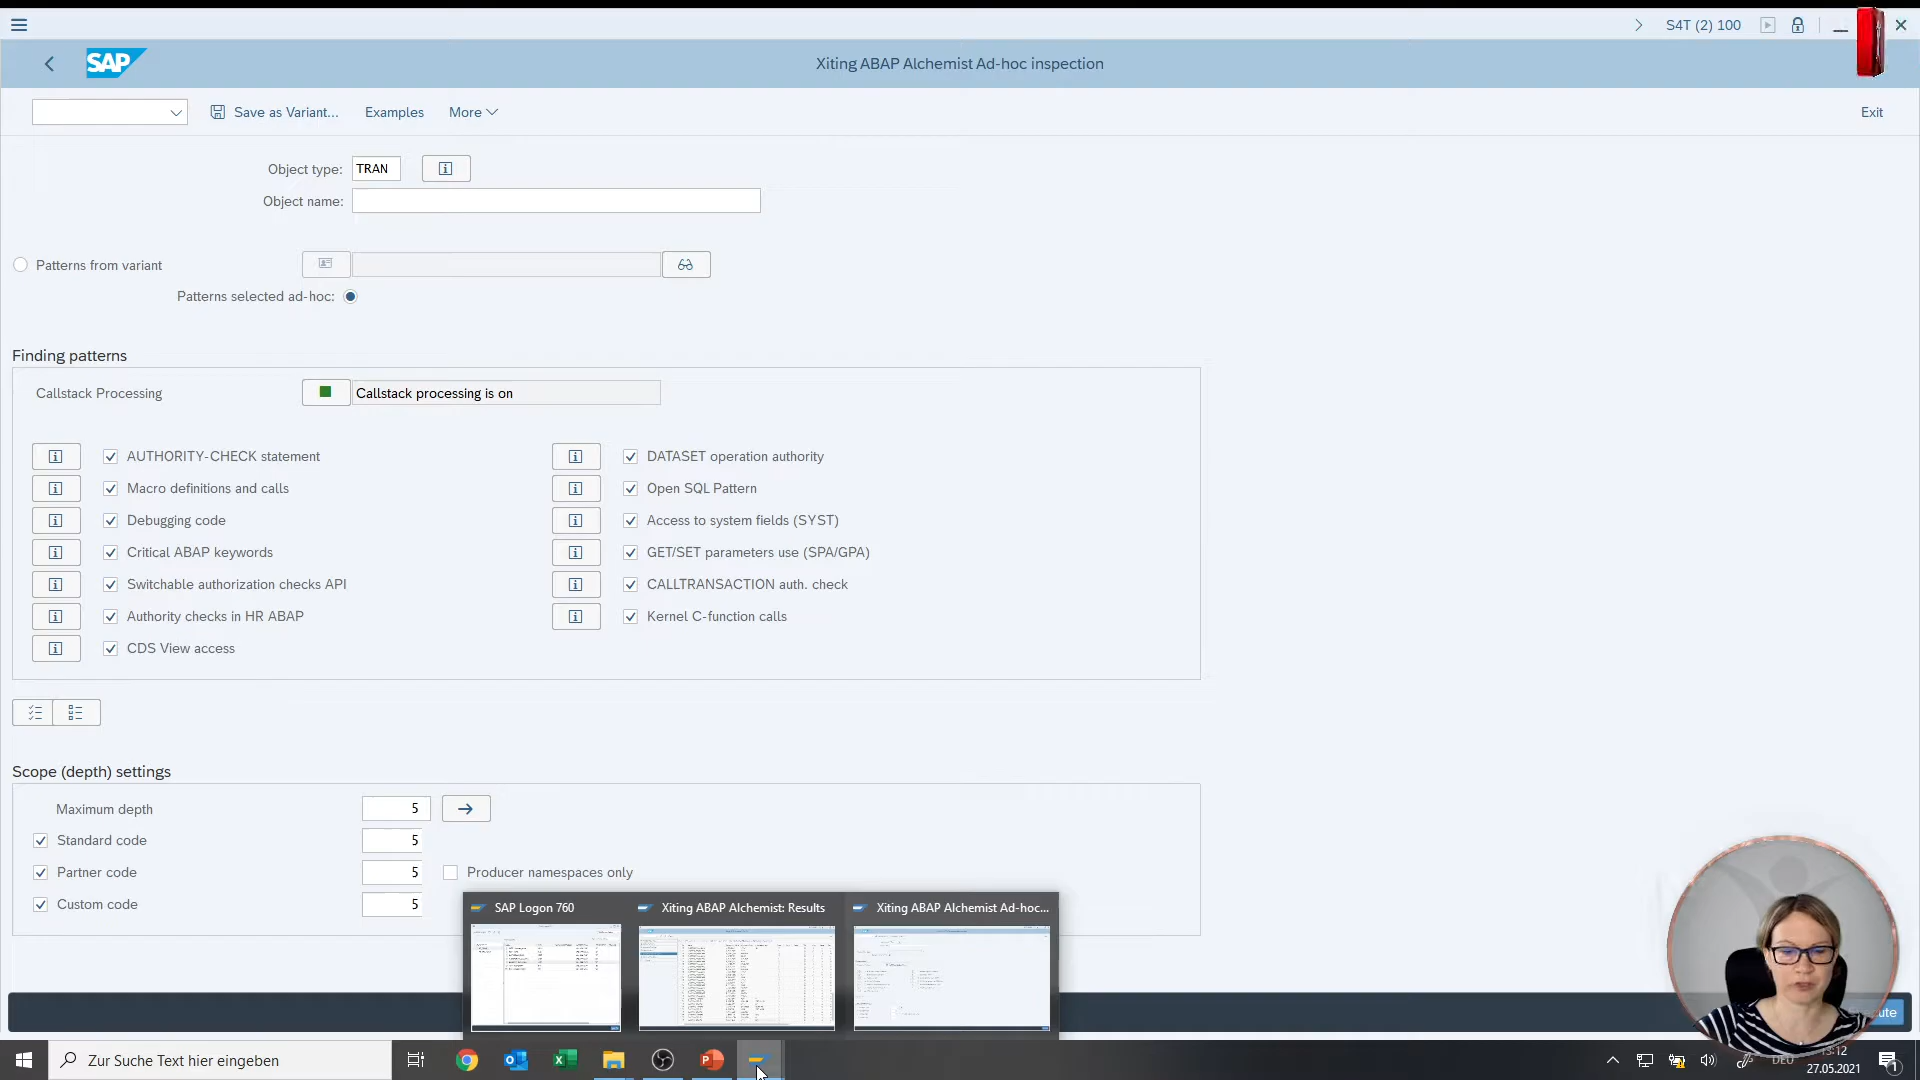 S4T (2) 100
SAP
Xiting ABAP Alchemist Ad-hoc inspection
Save as Variant...
Examples
More
Exit
Object type:
TRAN
Object name:
Patterns from variant
Patterns selected ad-hoc:
Finding patterns
Callstack Processing
Callstack processing is on
AUTHORITY-CHECK statement
DATASET operation authority
Macro definitions and calls
Open SQL Pattern
Debugging code
Access to system fields (SYST)
Critical ABAP keywords
GET/SET parameters use (SPA/GPA)
Switchable authorization checks API
CALLTRANSACTION auth. check
Authority checks in HR ABAP
Kernel C-function calls
CDS View access
Scope (depth) settings
Maximum depth
5
Standard code
5
Partner code
5
Producer namespaces only
Custom code
5
SAP Logon 760
Xiting ABAP Alchemist: Results
Xiting ABAP Alchemist Ad-hoc...
Zur Suche Text hier eingeben
DEU
27.05.2021